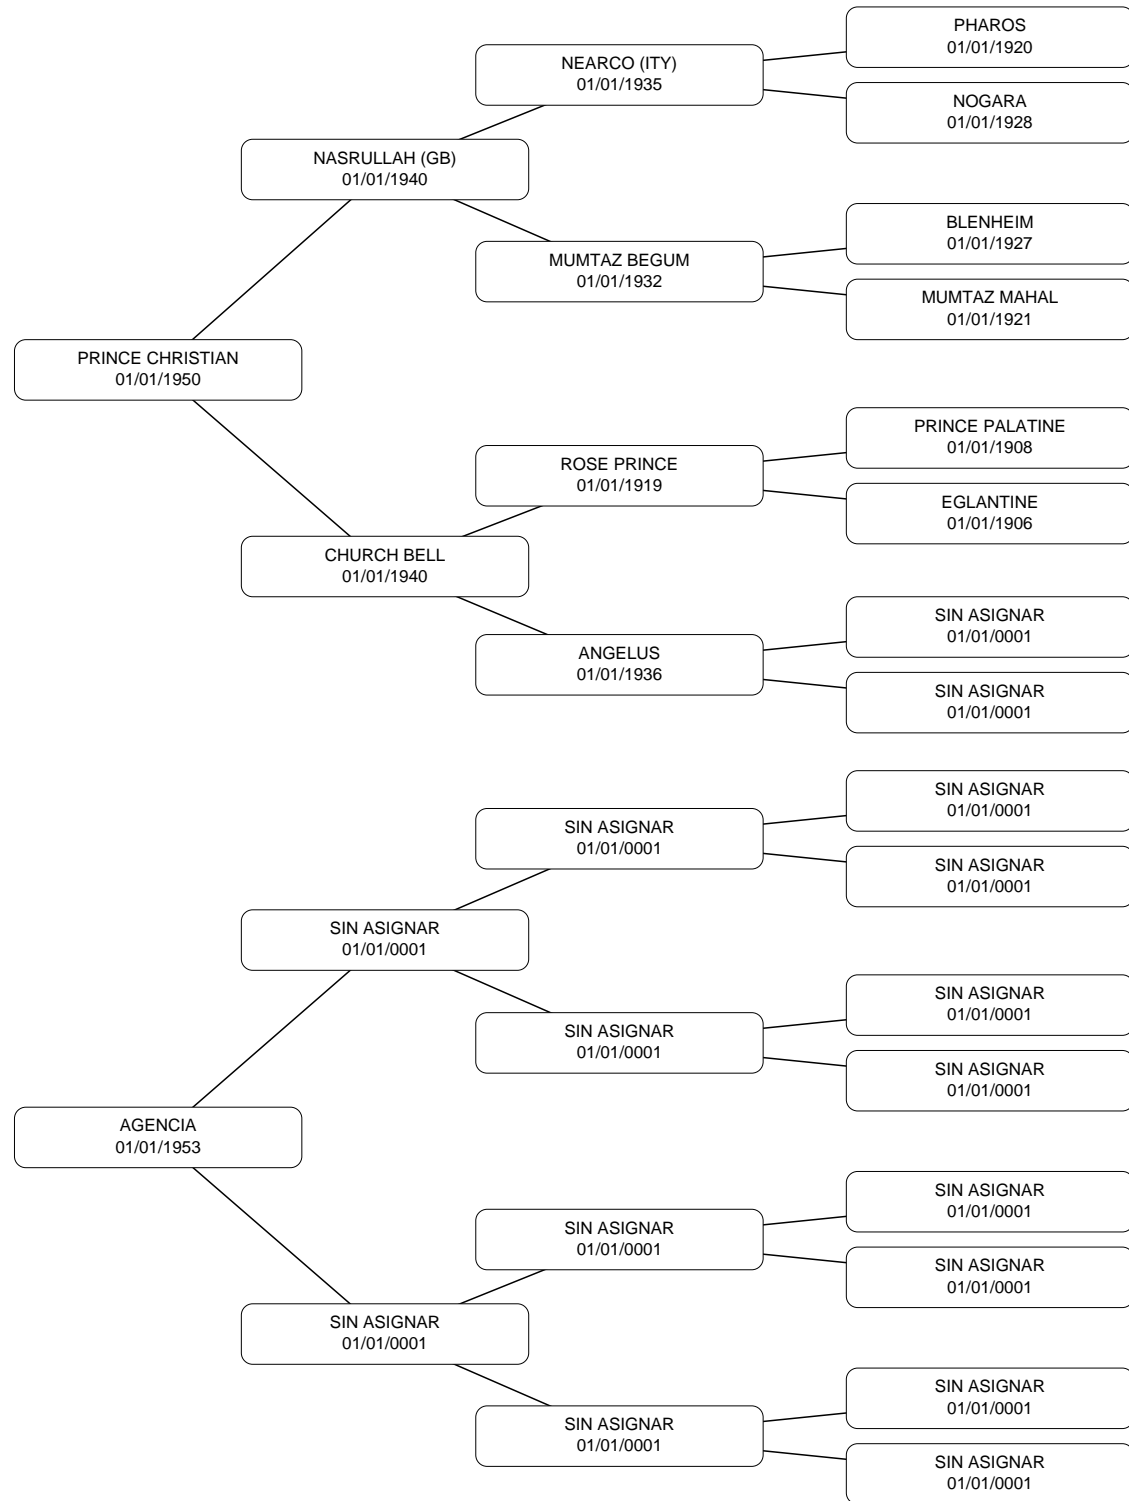 PHAROS
01/01/1920
NEARCO (ITY)
01/01/1935
NOGARA
01/01/1928
NASRULLAH (GB)
01/01/1940
BLENHEIM
01/01/1927
MUMTAZ BEGUM
01/01/1932
MUMTAZ MAHAL
01/01/1921
PRINCE CHRISTIAN
01/01/1950
PRINCE PALATINE
01/01/1908
ROSE PRINCE
01/01/1919
EGLANTINE
01/01/1906
CHURCH BELL
01/01/1940
SIN ASIGNAR
01/01/0001
ANGELUS
01/01/1936
SIN ASIGNAR
01/01/0001
SIN ASIGNAR
01/01/0001
SIN ASIGNAR
01/01/0001
SIN ASIGNAR
01/01/0001
SIN ASIGNAR
01/01/0001
SIN ASIGNAR
01/01/0001
SIN ASIGNAR
01/01/0001
SIN ASIGNAR
01/01/0001
AGENCIA
01/01/1953
SIN ASIGNAR
01/01/0001
SIN ASIGNAR
01/01/0001
SIN ASIGNAR
01/01/0001
SIN ASIGNAR
01/01/0001
SIN ASIGNAR
01/01/0001
SIN ASIGNAR
01/01/0001
SIN ASIGNAR
01/01/0001